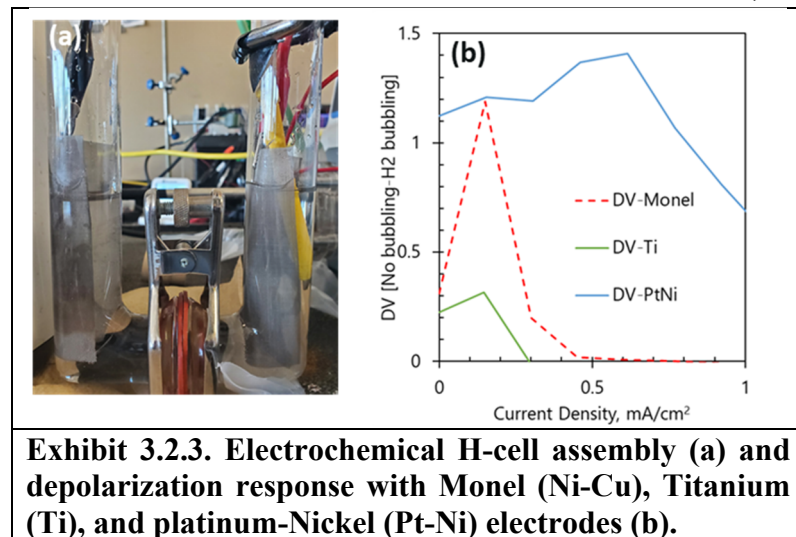 (a)
(b)
DV [No bubbling-H2 bubbling]
1.5
1
0.5
0
DV-Monel
DV-Ti
DV-PtNi
0
0.5
1
Current Density, mA/cm²
Exhibit 3.2.3. Electrochemical H-cell assembly (a) and
depolarization response with Monel (Ni-Cu), Titanium
(Ti), and platinum-Nickel (Pt-Ni) electrodes (b).